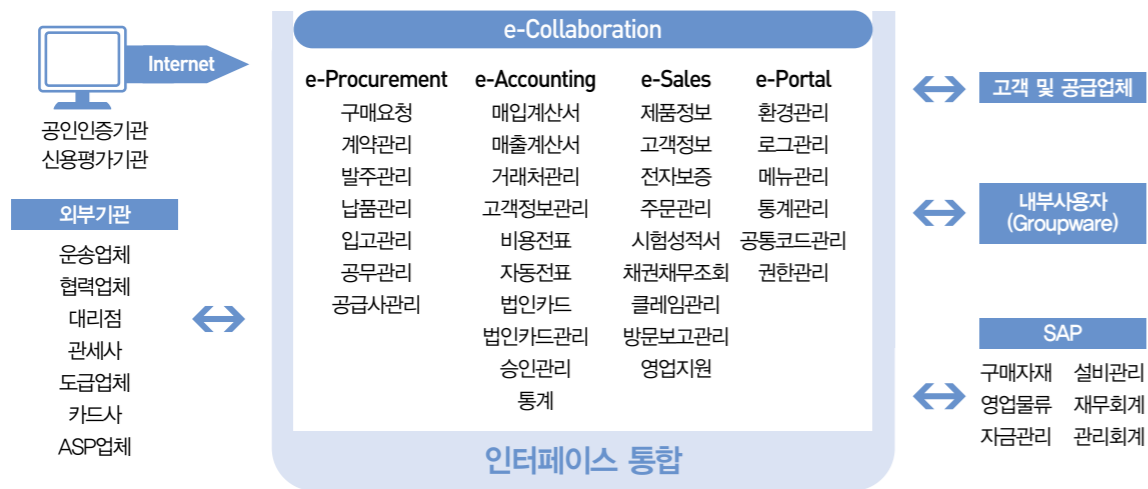 Internet
공인인증기관
신용평가기관
외부기관
운송업체
협력업체
대리점
관세사
도급업체
카드사
ASP업체
e-Collaboration
e-Procurement
구매요청
계약관리
발주관리
납품관리
입고관리
공무관리
공급사관리
e-Accounting
매입계산서
매출계산서
거래처관리
고객정보관리
비용전표
자동전표
법인카드
법인카드관리
승인관리
통계
e-Sales
제품정보
고객정보
전자보증
주문관리
시험성적서
채권채무조회
클레임관리
방문보고관리
영업지원
e-Portal
환경관리
로그관리
메뉴관리
통계관리
공통코드관리
권한관리
인터페이스 통합
고객 및 공급업체
내부사용자
(Groupware)
SAP
구매자재 설비관리
영업물류 재무회계
자금관리 관리회계